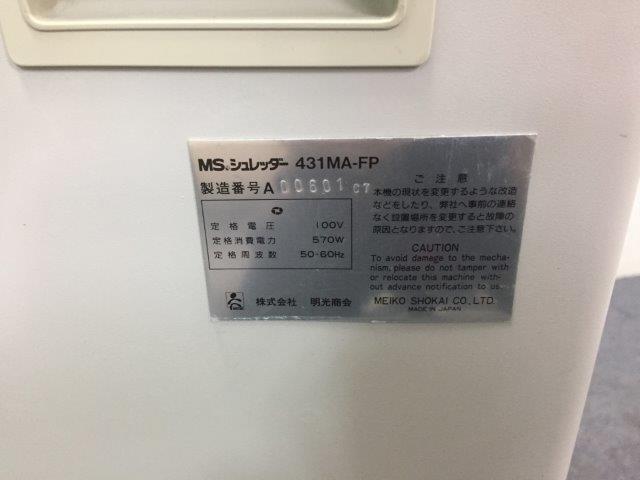 MS シュレッダー 431MA-FP
製造番号 A 00601 C7
定格電圧 100V
定格消費電力 570W
定格周波数 50-60Hz
株式会社 明光商会
ご注意
本機の現状を変更するような改造
などをしたり、弊社へ事前の連絡
なく設置場所を変更すると故障の
原因となりますので、ご注意下さい。
CAUTION
To avoid damage to the mecha-
nism, please do not tamper with
or relocate this machine with-
out advance notification to us.
MEIKO SHOKAI CO., LTD.
MADE IN JAPAN